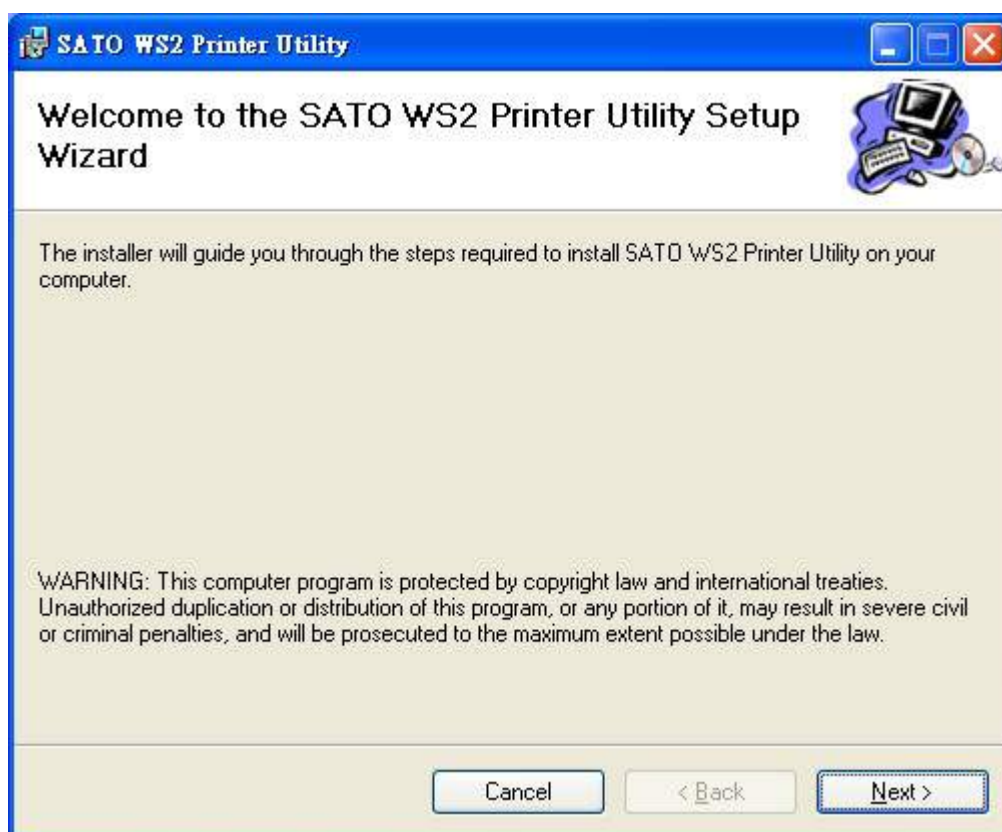 SATO WS2 Printer Utility
Welcome to the SATO WS2 Printer Utility Setup
Wizard
The installer will guide you through the steps required to install SATO WS2 Printer Utility on your
computer.
WARNING: This computer program is protected by copyright law and international treaties.
Unauthorized duplication or distribution of this program, or any portion of it, may result in severe civil
or criminal penalties, and will be prosecuted to the maximum extent possible under the law.
Cancel < Back Next >